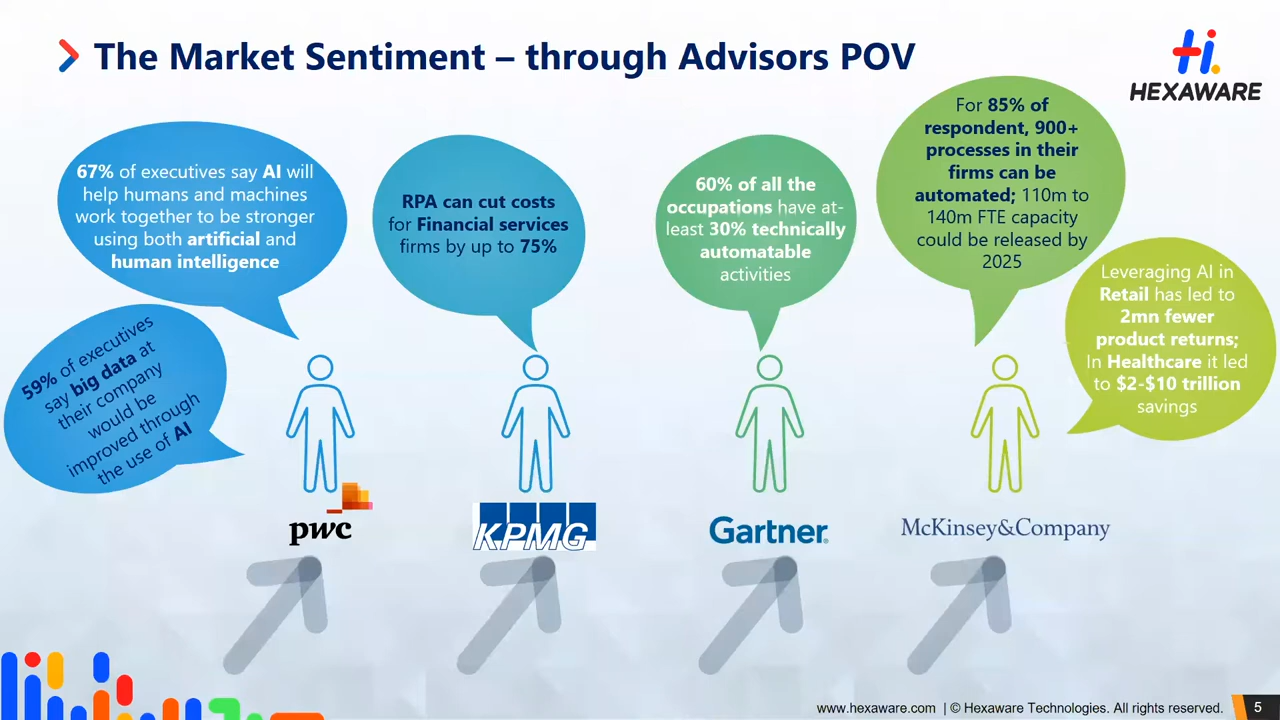 The Market Sentiment – through Advisors POV
HEXAWARE
67% of executives say AI will
help humans and machines
work together to be stronger
using both artificial and
human intelligence
59% of executives
say big data at
their company
would be
improved through
the use of AI
RPA can cut costs
for Financial services
firms by up to 75%
60% of all the
occupations have at-
least 30% technically
automatable
activities
For 85% of
respondent, 900+
processes in their
firms can be
automated; 110m to
140m FTE capacity
could be released by
2025
Leveraging AI in
Retail has led to
2mn fewer
product returns;
In Healthcare it led
to $2-$10 trillion
savings
pwc
KPMG
Gartner®
McKinsey&Company
www.hexaware.com | © Hexaware Technologies. All rights reserved. 5